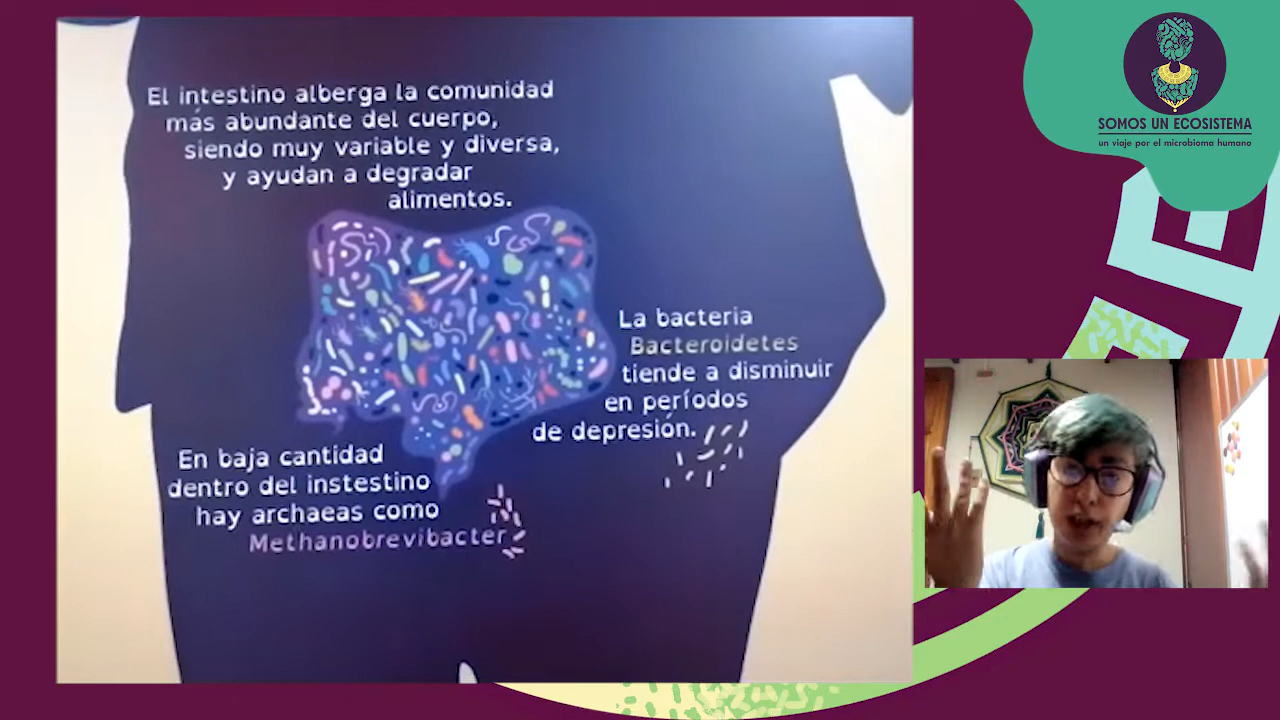 El intestino alberga la comunidad
más abundante del cuerpo,
siendo muy variable y diversa,
y ayudan a degradar
alimentos.
La bacteria
Bacteroidetes
tiende a disminuir
en períodos
de depresión.
En baja cantidad
dentro del instestino
hay archaeas como
Methanobrevibacter
SOMOS UN ECOSISTEMA
un viaje por el microbioma humano